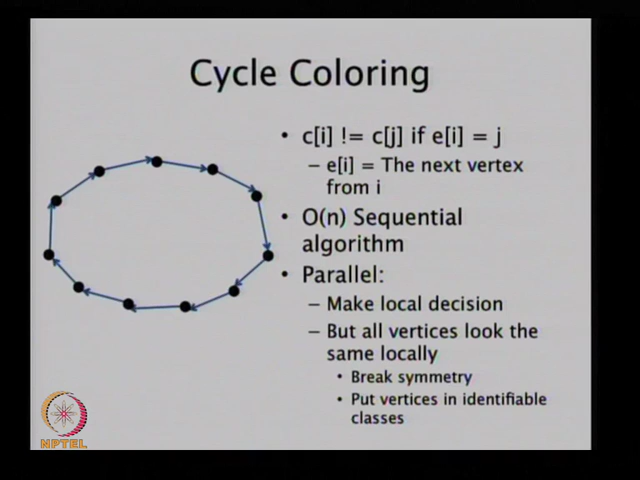 Cycle Coloring
• c[i] != c[j] if e[i] = j
– e[i] = The next vertex
from i
• O(n) Sequential
algorithm
• Parallel:
– Make local decision
– But all vertices look the
same locally
• Break symmetry
• Put vertices in identifiable
classes
NPTEL